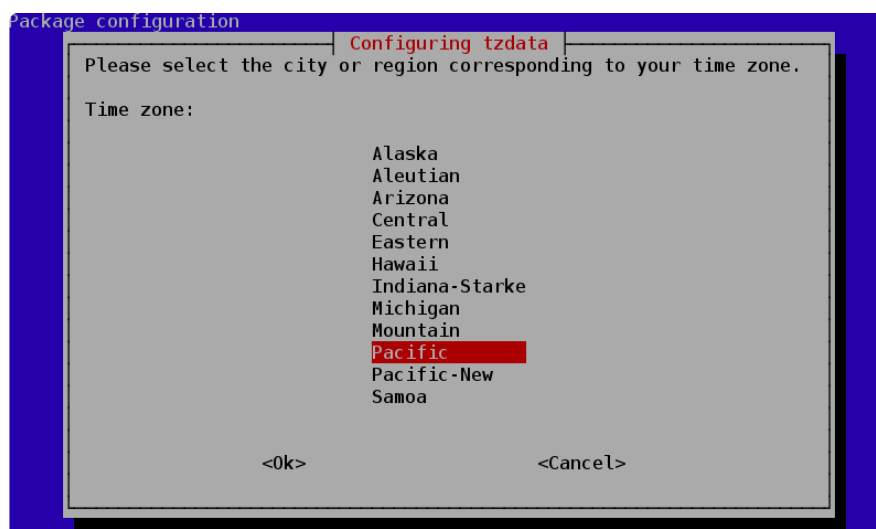 Package configuration
Configuring tzdata
Please select the city or region corresponding to your time zone.
Time zone:
Alaska
Aleutian
Arizona
Central
Eastern
Hawaii
Indiana-Starke
Michigan
Mountain
Pacific
Pacific-New
Samoa
<Ok> <Cancel>